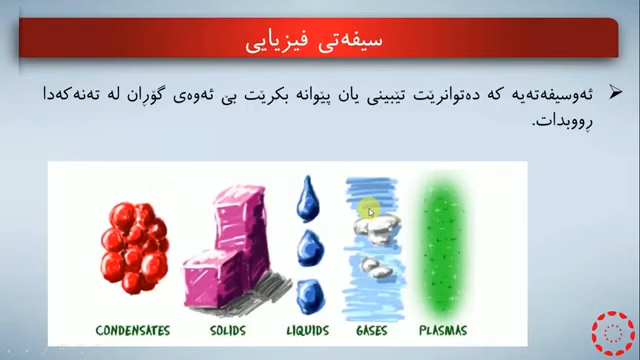 سیفەتی فیزیایی
ئەوسیفەتەیە کە دەتوانرێت تێبینی یان پێوانە بکرێت بێ ئەوەی گۆڕان لە تەنەکەدا
ڕووبدات.
CONDENSATES SOLIDS LIQUIDS GASES PLASMAS